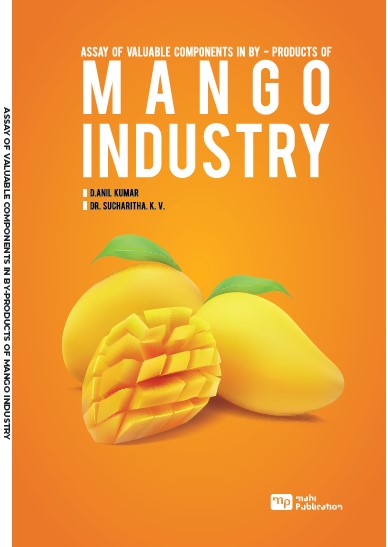 ASSAY OF VALUABLE COMPONENTS IN BY - PRODUCTS OF
MANGO
INDUSTRY
D.ANIL KUMAR
DR. SUCHARITHA. K. V.
ASSAY OF VALUABLE COMPONENTS IN BY-PRODUCTS OF MANGO INDUSTRY
mp
mahi
Publication